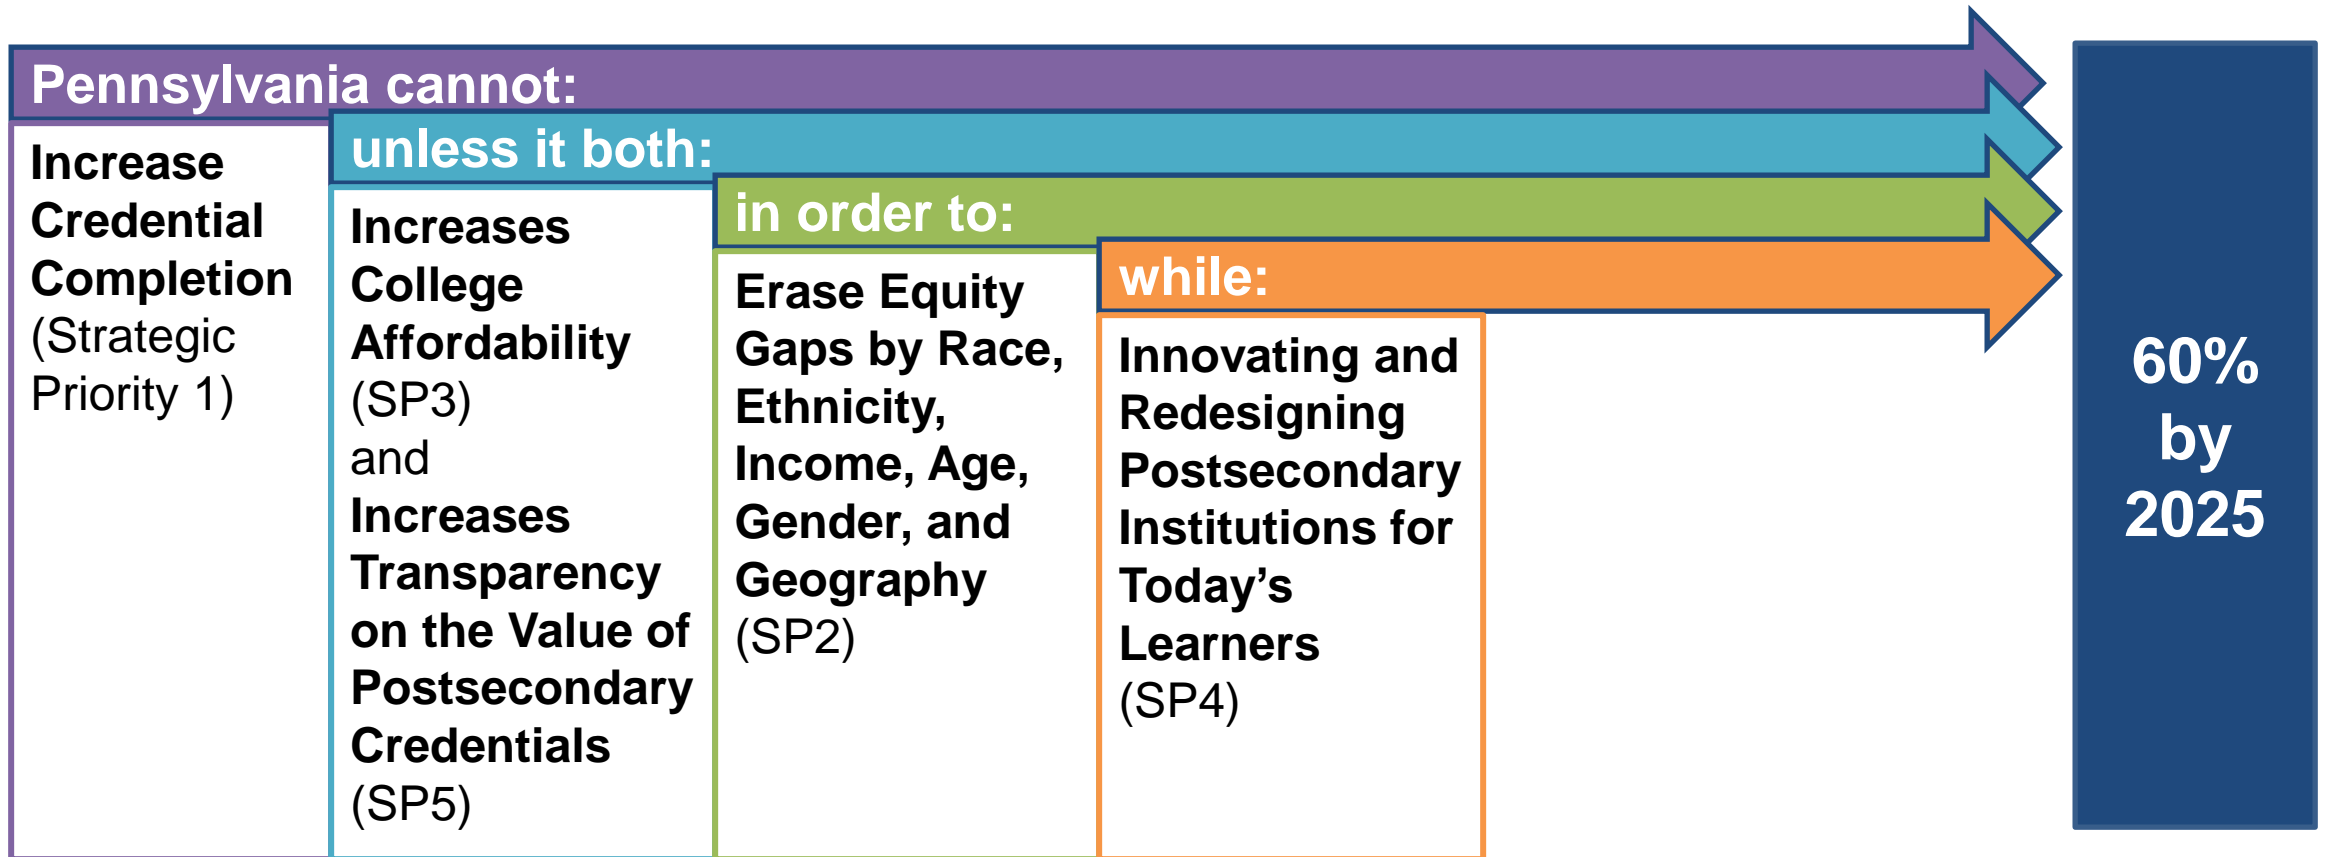 Pennsylvania cannot:
Increase
Credential
Completion
(Strategic
Priority 1)
unless it both:
Increases
College
Affordability
(SP3)
and
Increases
Transparency
on the Value of
Postsecondary
Credentials
(SP5)
in order to:
Erase Equity
Gaps by Race,
Ethnicity,
Income, Age,
Gender, and
Geography
(SP2)
while:
Innovating and
Redesigning
Postsecondary
Institutions for
Today’s
Learners
(SP4)
60%
by
2025